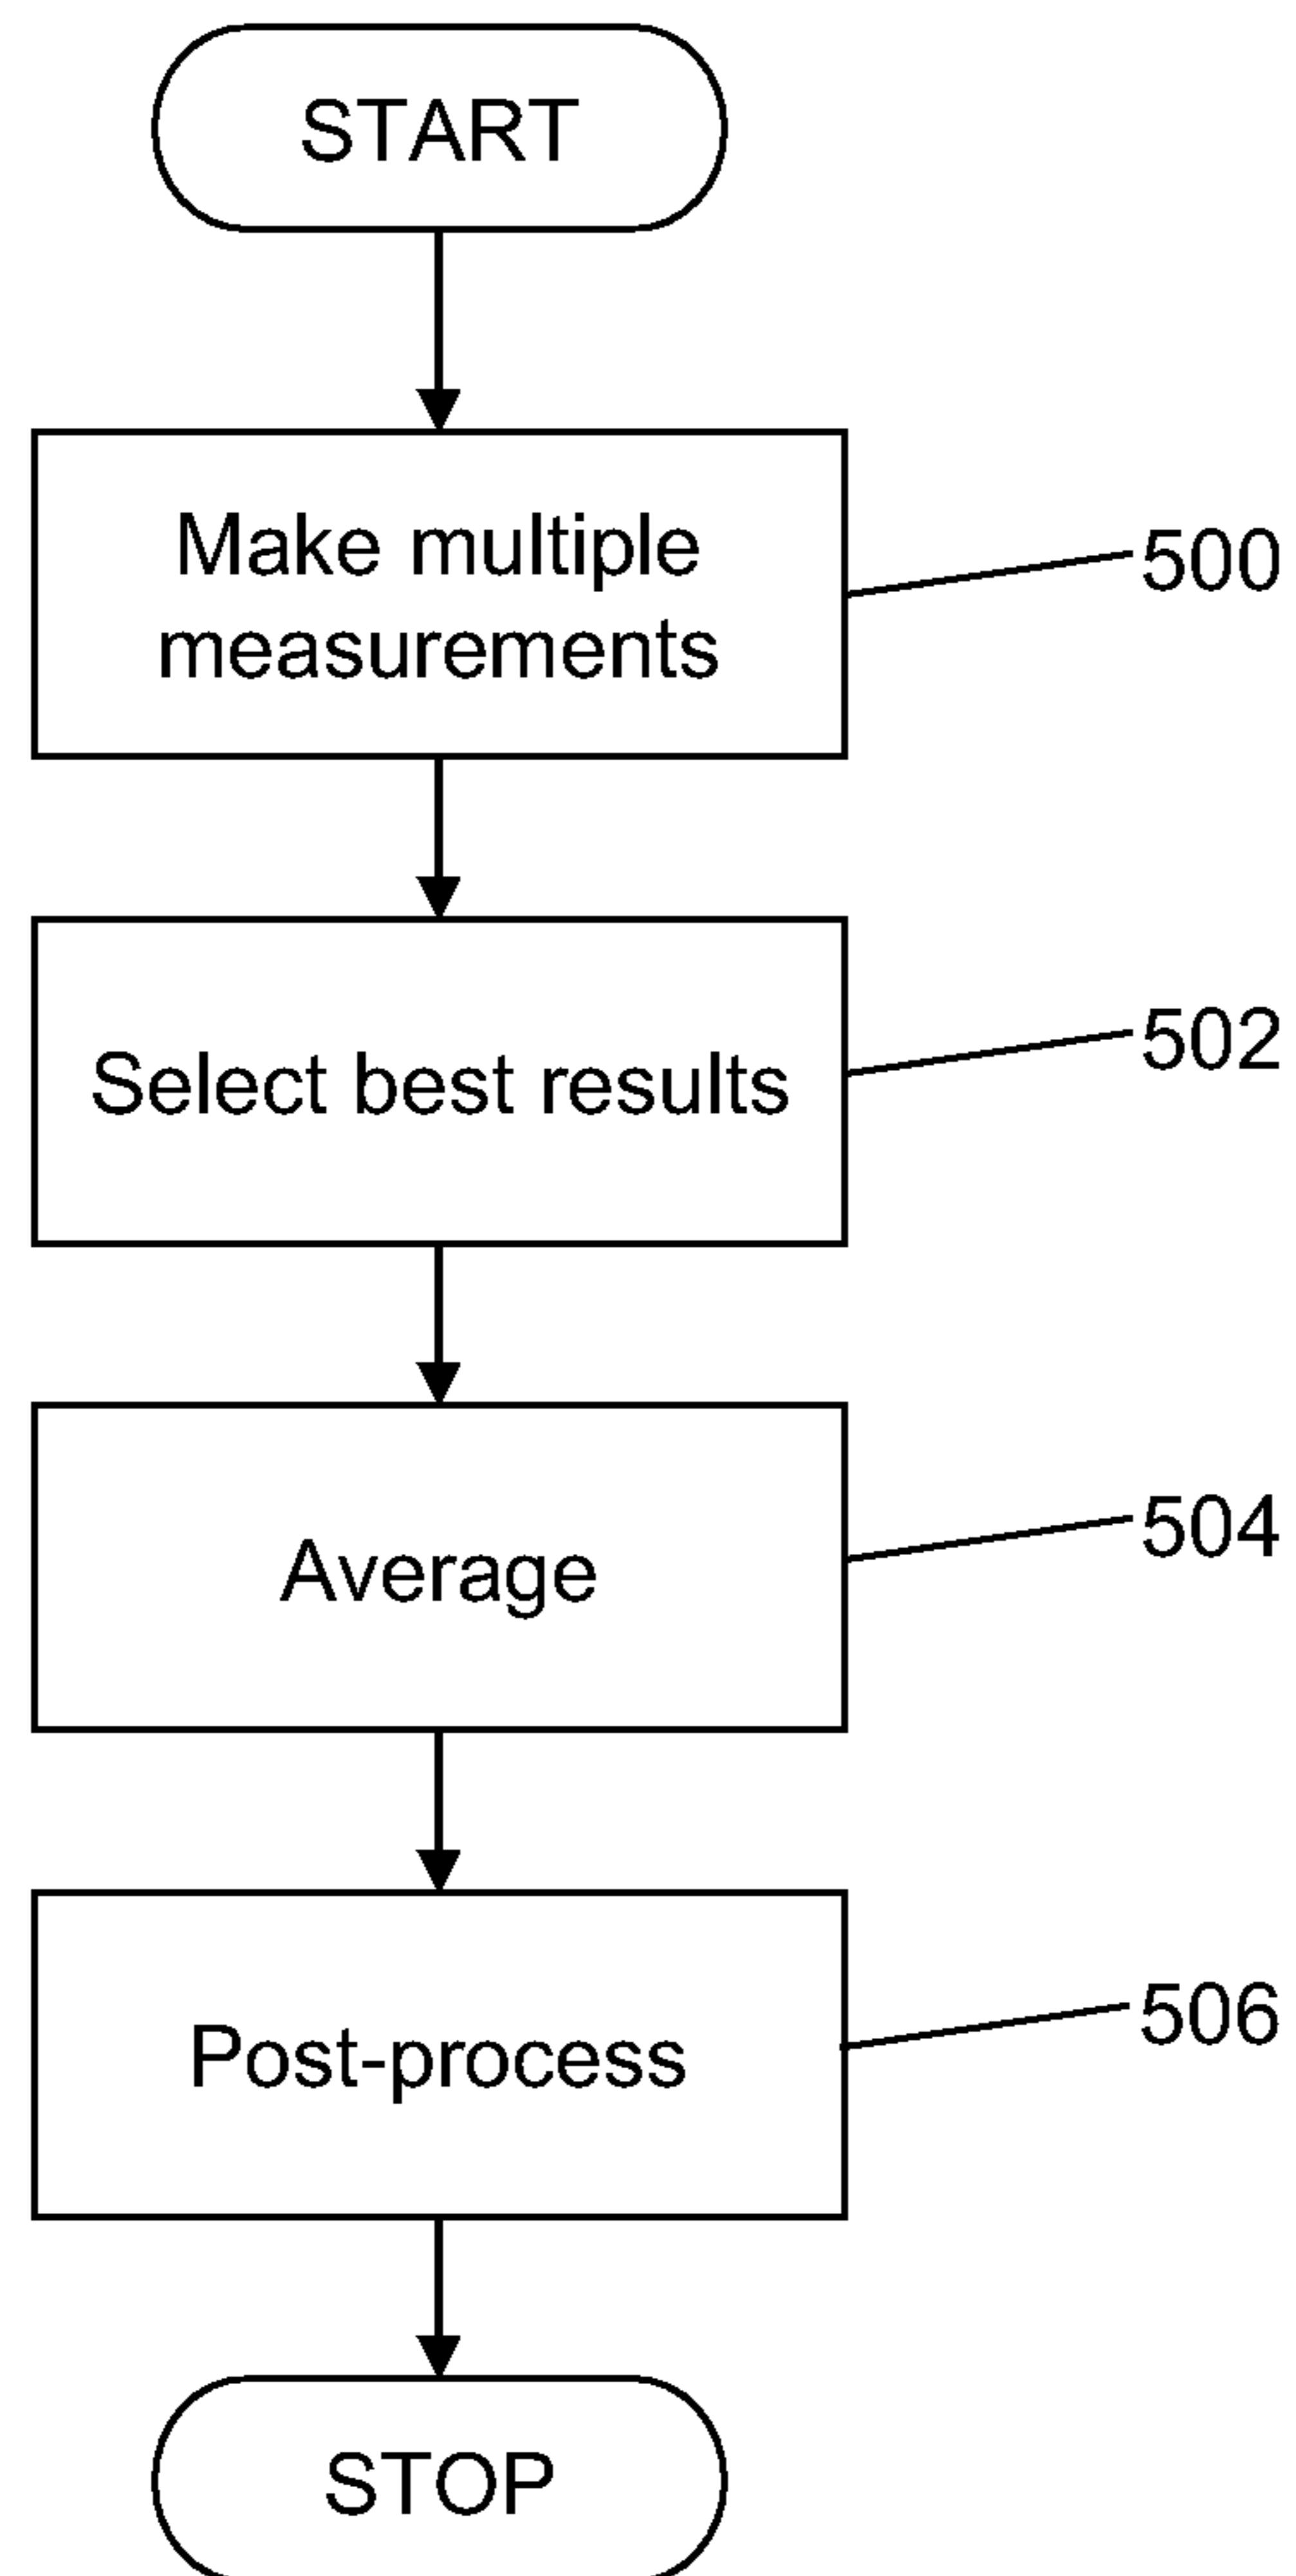 START
Make multiple
measurements
500
Select best results
502
Average
504
Post-process
506
STOP